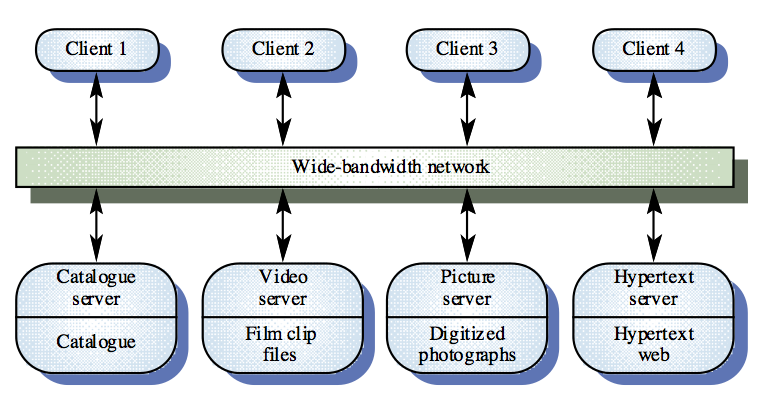 Client 1
Client 2
Client 3
Client 4
Wide-bandwidth network
Catalogue
server
Catalogue
Video
server
Film clip
files
Picture
server
Digitized
photographs
Hypertext
server
Hypertext
web